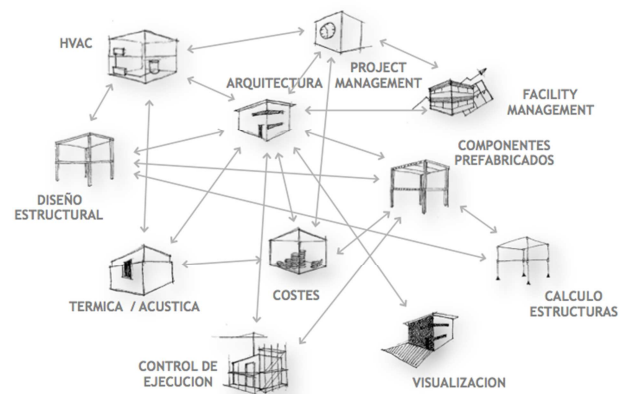 HVAC
PROJECT
MANAGEMENT
ARQUITECTURA
FACILITY
MANAGEMENT
COMPONENTES
PREFABRICADOS
DISEÑO
ESTRUCTURAL
TERMICA / ACUSTICA
COSTES
CALCULO
ESTRUCTURAS
CONTROL DE
EJECUCION
VISUALIZACION